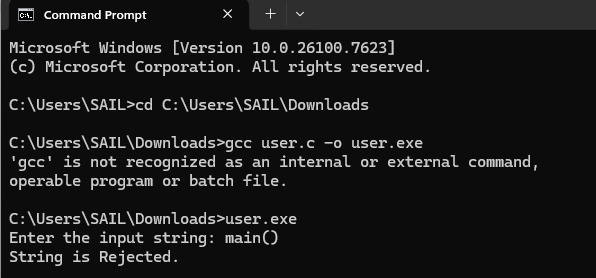 Command Prompt
Microsoft Windows [Version 10.0.26100.7623]
(c) Microsoft Corporation. All rights reserved.
C:\Users\SAIL>cd C:\Users\SAIL\Downloads
C:\Users\SAIL\Downloads>gcc user.c -o user.exe
'gcc' is not recognized as an internal or external command,
operable program or batch file.
C:\Users\SAIL\Downloads>user.exe
Enter the input string: main()
String is Rejected.